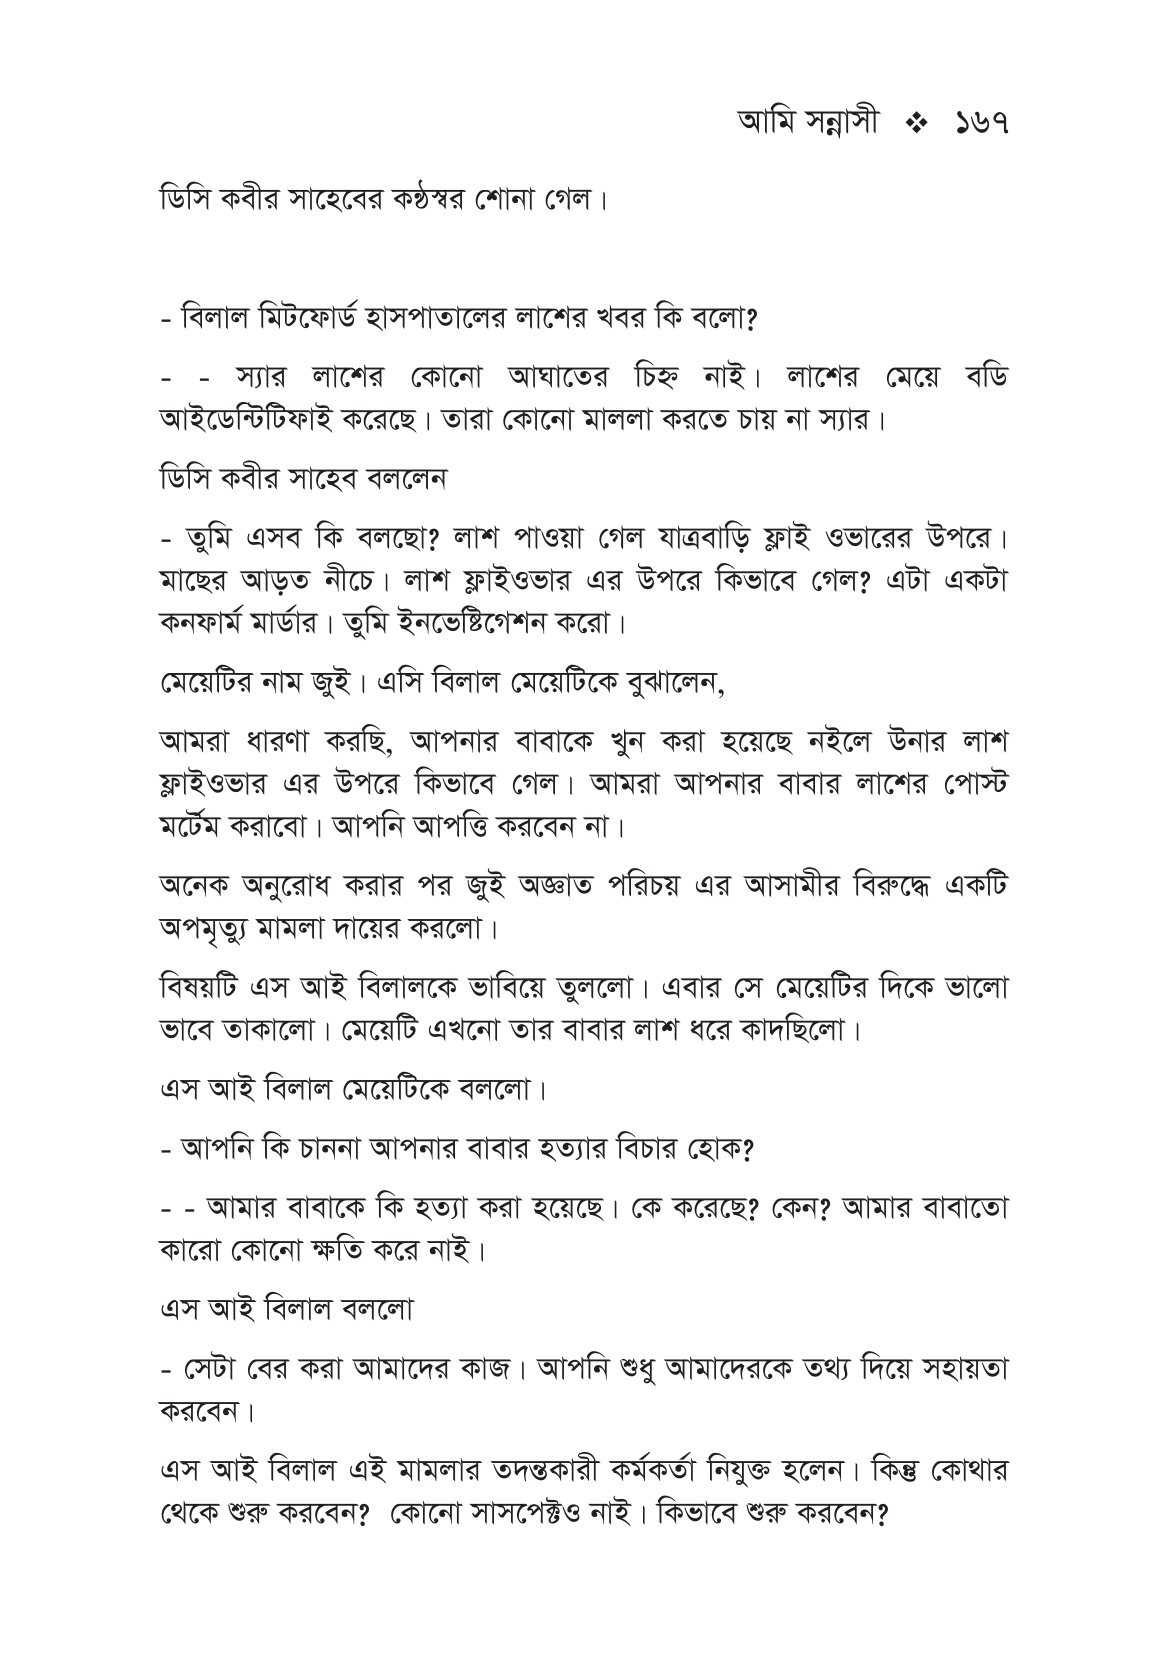 আমি সন্নাসী ❖ ১৬৭
ডিসি কবীর সাহেবের কন্ঠস্বর শোনা গেল।
- বিলাল মিটফোর্ড হাসপাতালের লাশের খবর কি বলো?
- - স্যার লাশের কোনো আঘাতের চিহ্ন নাই। লাশের মেয়ে বডি
আইডেন্টিটিফাই করেছে। তারা কোনো মাললা করতে চায় না স্যার।
ডিসি কবীর সাহেব বললেন
- তুমি এসব কি বলছো? লাশ পাওয়া গেল যাত্রবাড়ি ফ্লাই ওভারের উপরে।
মাছের আড়ত নীচে। লাশ ফ্লাইওভার এর উপরে কিভাবে গেল? এটা একটা
কনফার্ম মার্ডার। তুমি ইনভেষ্টিগেশন করো।
মেয়েটির নাম জুই। এসি বিলাল মেয়েটিকে বুঝালেন,
আমরা ধারণা করছি, আপনার বাবাকে খুন করা হয়েছে নইলে উনার লাশ
ফ্লাইওভার এর উপরে কিভাবে গেল। আমরা আপনার বাবার লাশের পোস্ট
মর্টেম করাবো। আপনি আপত্তি করবেন না।
অনেক অনুরোধ করার পর জুই অজ্ঞাত পরিচয় এর আসামীর বিরুদ্ধে একটি
অপমৃত্যু মামলা দায়ের করলো।
বিষয়টি এস আই বিলালকে ভাবিয়ে তুললো। এবার সে মেয়েটির দিকে ভালো
ভাবে তাকালো। মেয়েটি এখনো তার বাবার লাশ ধরে কাদছিলো।
এস আই বিলাল মেয়েটিকে বললো।
- আপনি কি চাননা আপনার বাবার হত্যার বিচার হোক?
- - আমার বাবাকে কি হত্যা করা হয়েছে। কে করেছে? কেন? আমার বাবাতো
কারো কোনো ক্ষতি করে নাই।
এস আই বিলাল বললো
- সেটা বের করা আমাদের কাজ। আপনি শুধু আমাদেরকে তথ্য দিয়ে সহায়তা
করবেন।
এস আই বিলাল এই মামলার তদন্তকারী কর্মকর্তা নিযুক্ত হলেন। কিন্তু কোথার
থেকে শুরু করবেন? কোনো সাসপেক্টও নাই। কিভাবে শুরু করবেন?